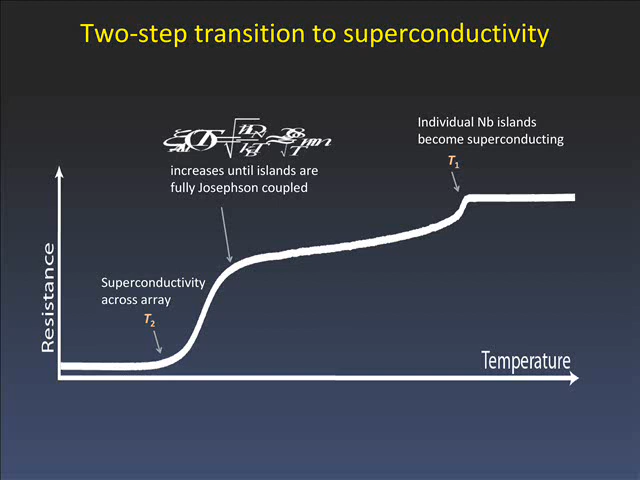 Two-step transition to superconductivity
Individual Nb islands
become superconducting
T1
increases until islands are
fully Josephson coupled
Superconductivity
across array
T2
Resistance
Temperature